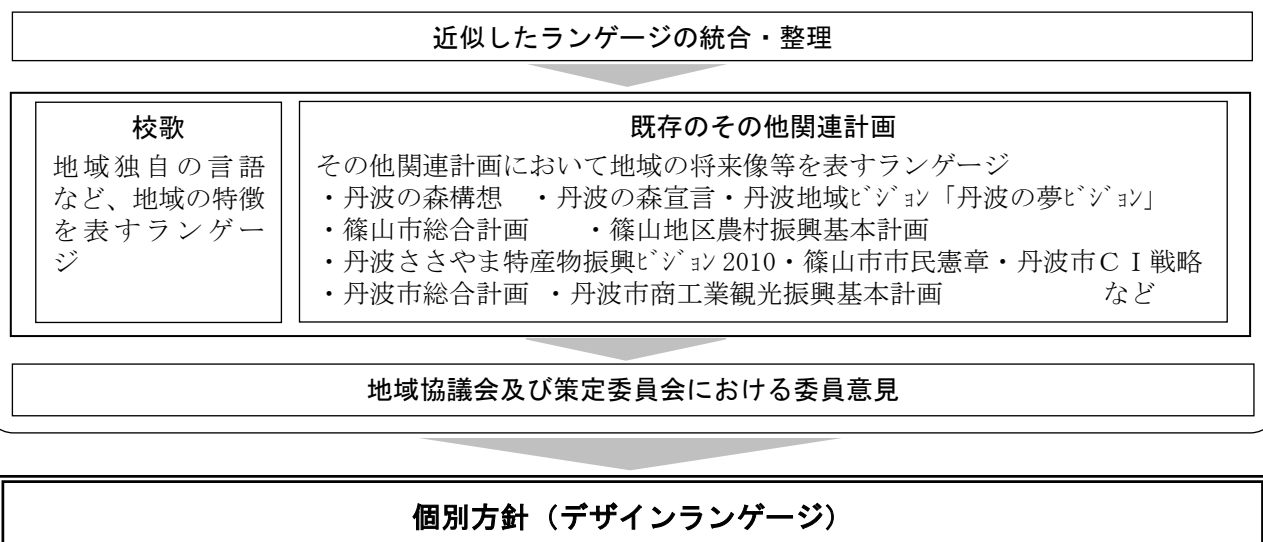 近似したランゲージの統合・整理
校歌
地域独自の言語
など、地域の特徴
を表すランゲー
ジ
既存のその他関連計画
その他関連計画において地域の将来像等を表すランゲージ
・丹波の森構想　・丹波の森宣言・丹波地域ﾋﾞｼﾞｮﾝ「丹波の夢ﾋﾞｼﾞｮﾝ」
・篠山市総合計画　　・篠山地区農村振興基本計画
・丹波ささやま特産物振興ﾋﾞｼﾞｮﾝ2010・篠山市市民憲章・丹波市ＣＩ戦略
・丹波市総合計画 ・丹波市商工業観光振興基本計画　　　　　など
地域協議会及び策定委員会における委員意見
個別方針（デザインランゲージ）